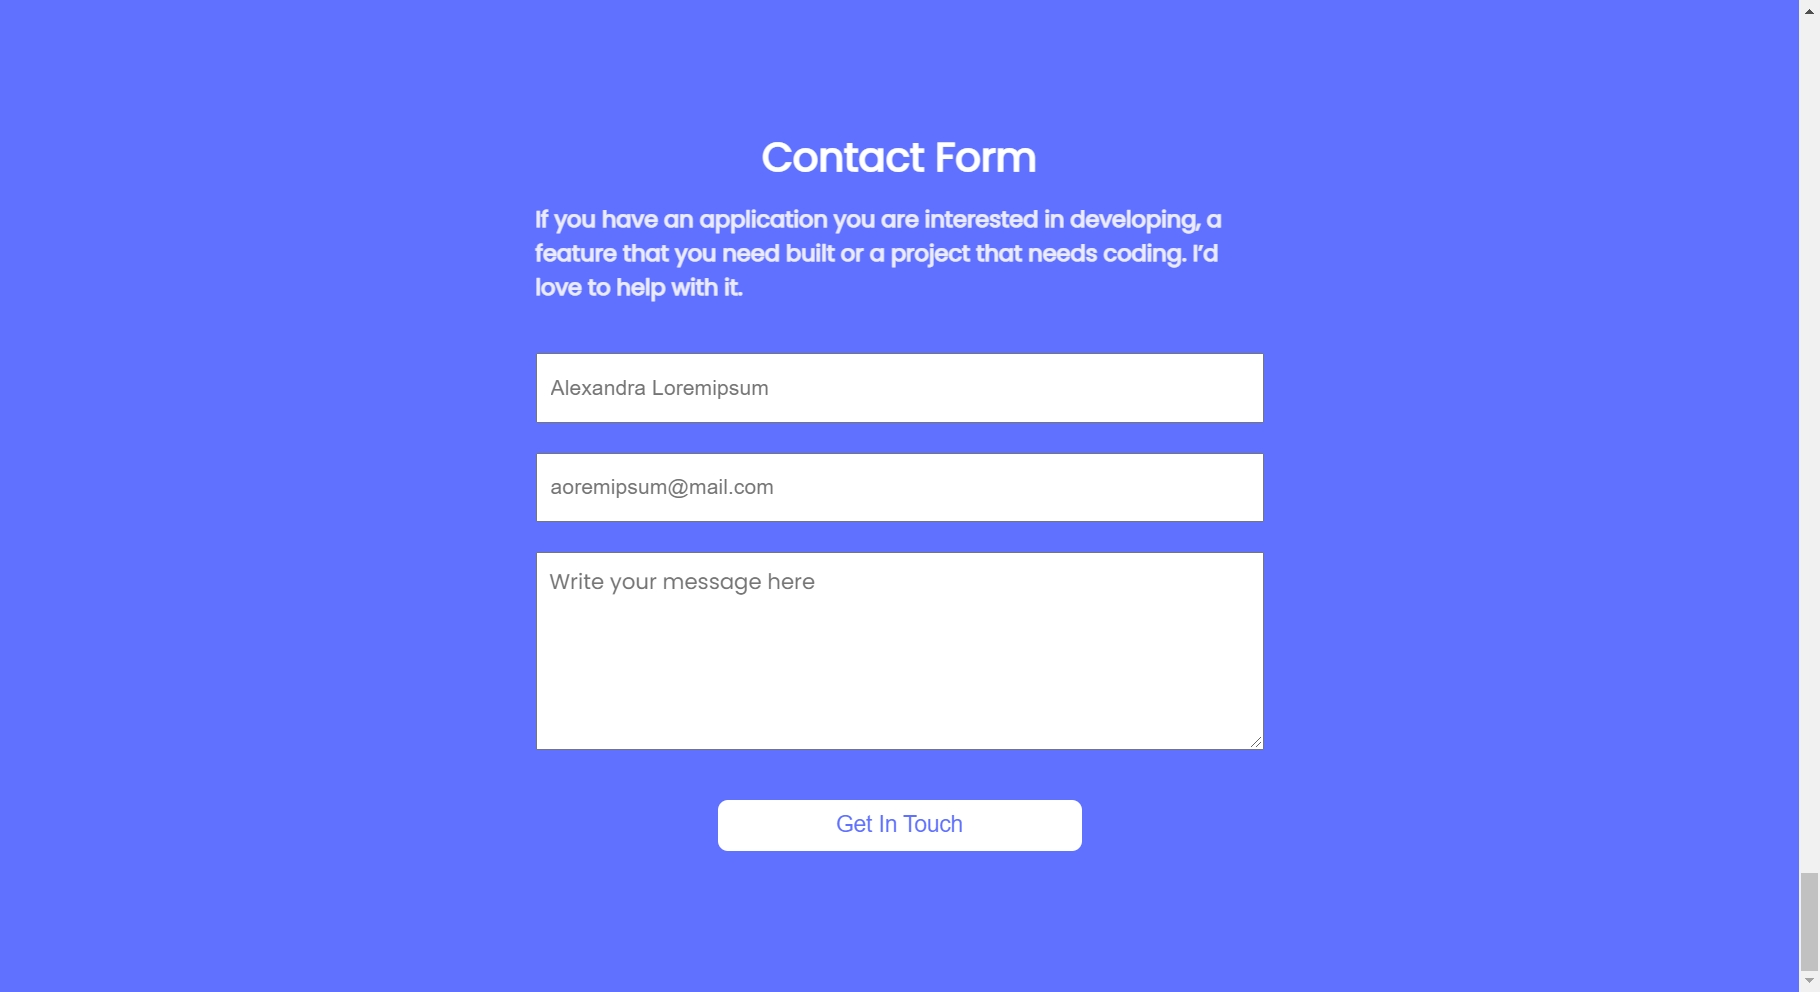 Contact Form
If you have an application you are interested in developing, a
feature that you need built or a project that needs coding. I’d
love to help with it.
Alexandra Loremipsum
aoremipsum@mail.com
Write your message here
Get In Touch